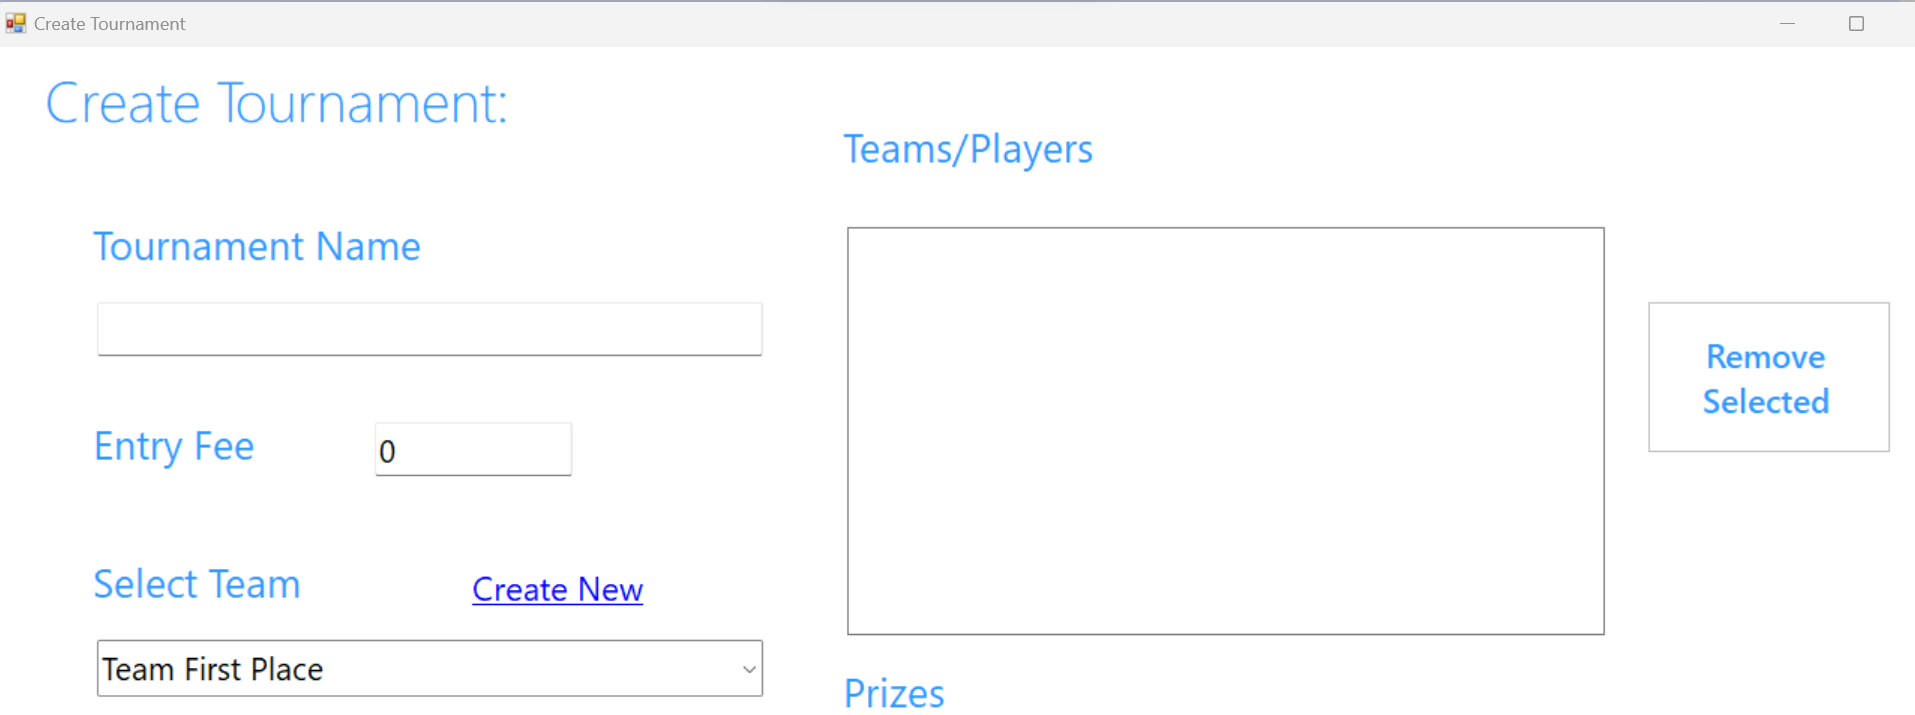 Create Tournament
Create Tournament:
Tournament Name
Entry Fee
0
Select Team
Create New
Team First Place
Teams/Players
Remove
Selected
Prizes